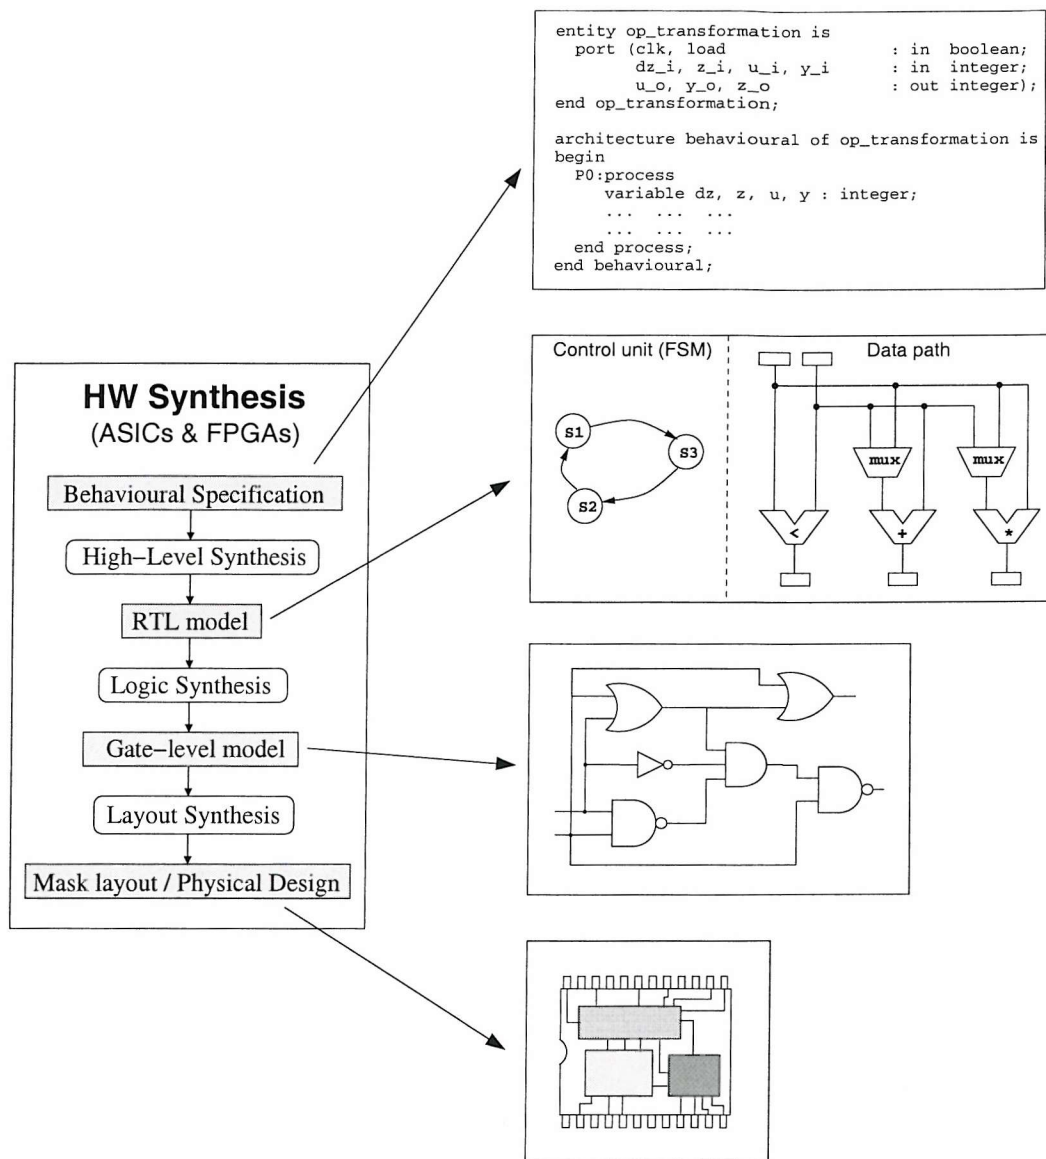 entity op_transformation is
port (clk, load : in boolean;
dz_i, z_i, u_i, y_i : in integer;
u_o, y_o, z_o : out integer);
end op_transformation;
architecture behavioural of op_transformation is
begin
P0:process
variable dz, z, u, y : integer;
... ... ...
... ... ...
end process;
end behavioural;
HW Synthesis
(ASICs & FPGAs)
Behavioural Specification
High-Level Synthesis
RTL model
Logic Synthesis
Gate-level model
Layout Synthesis
Mask layout / Physical Design
Control unit (FSM)
S1
S3
S2
Data path
mux
mux
<
+
*